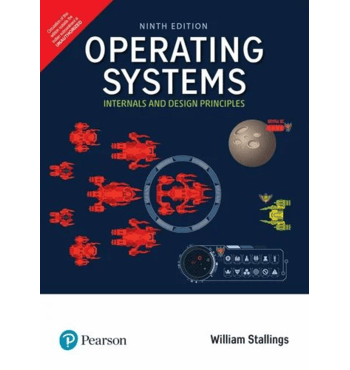 NINTH EDITION
OPERATING
SYSTEMS
INTERNALS AND DESIGN PRINCIPLES
Pearson
William Stallings